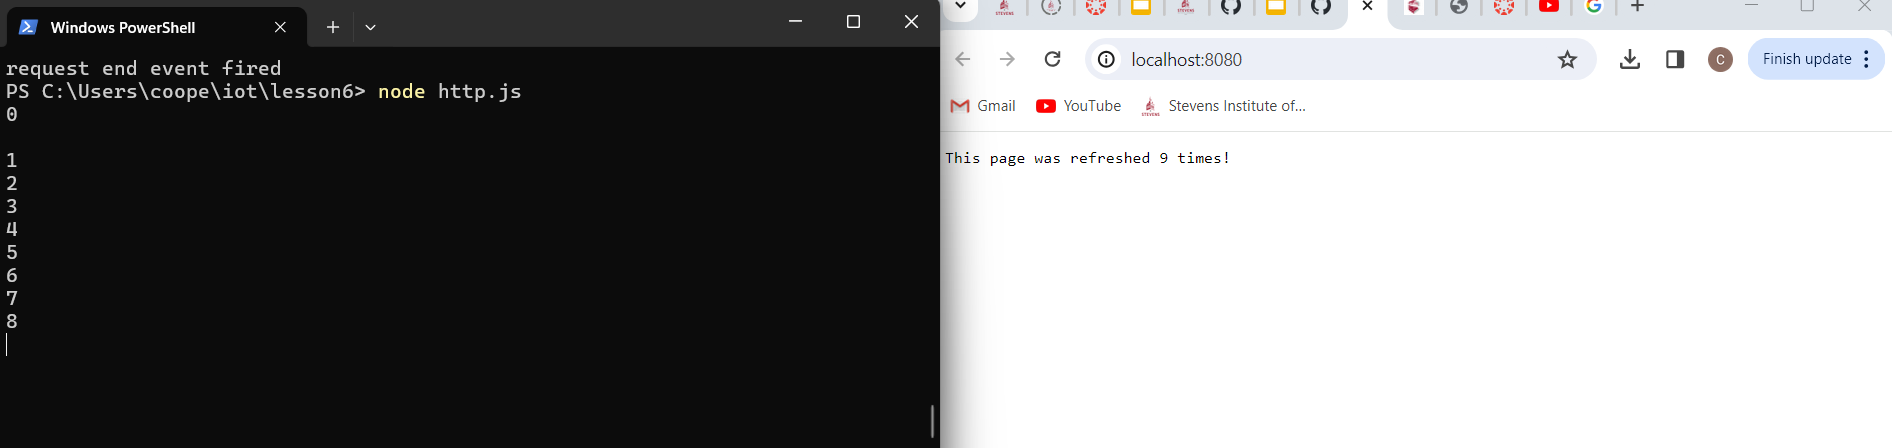 Windows PowerShell
request end event fired
PS C:\Users\coope\iot\lesson6> node http.js
0
1
2
3
4
5
6
7
8
localhost:8080
C
Finish update
Gmail
YouTube
Stevens Institute of...
This page was refreshed 9 times!